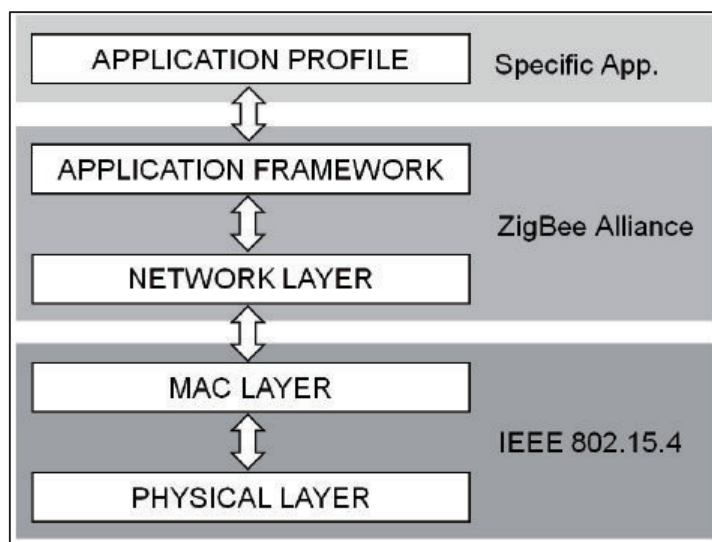 APPLICATION PROFILE
Specific App.
APPLICATION FRAMEWORK
ZigBee Alliance
NETWORK LAYER
MAC LAYER
IEEE 802.15.4
PHYSICAL LAYER